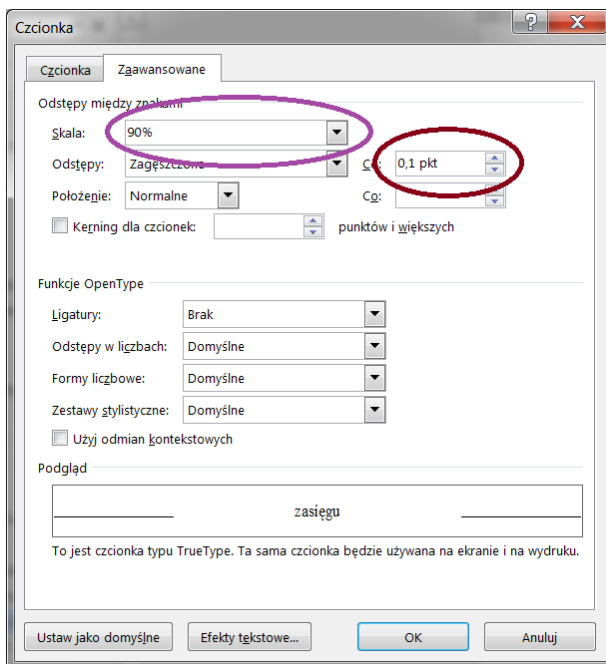 Czcionka
Czcionka Zaawansowane
Odstępy między znakami
Skala: 90%
Odstępy: Zagęszczone Co: 0,1 pkt
Położenie: Normalne Co:
Kerning dla czcionek: punktów i większych
Funkcje OpenType
Ligatury: Brak
Odstępy w liczbach: Domyślne
Formy liczbowe: Domyślne
Zestawy stylistyczne: Domyślne
Użyj odmian kontekstowych
Podgląd
zasięgu
To jest czcionka typu TrueType. Ta sama czcionka będzie używana na ekranie i na wydruku.
Ustaw jako domyślne Efekty tekstowe... OK Anuluj